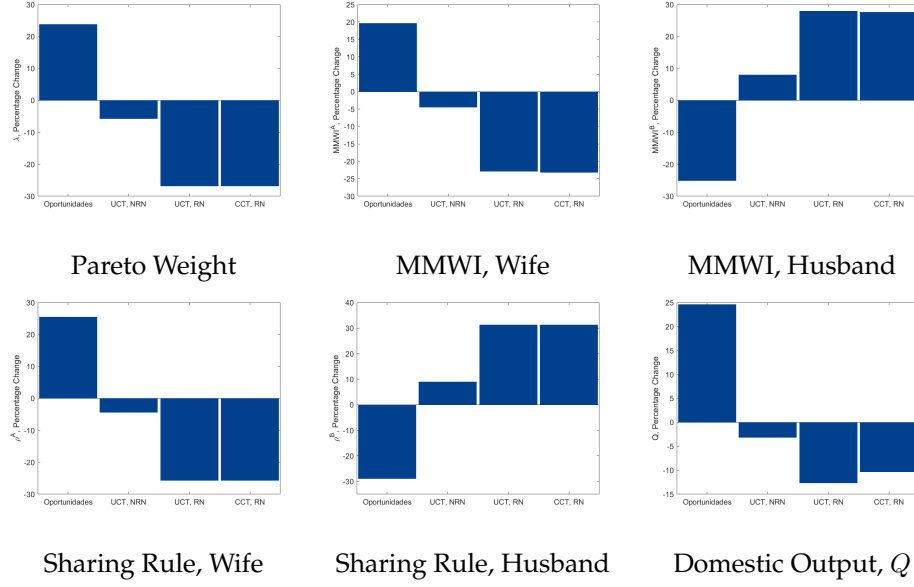 30
20
10
0
-10
-20
-30
λ, Percentage Change
Oportunidades UCT, NRN UCT, RN CCT, RN
Pareto Weight
25
20
15
10
5
0
-5
-10
-15
-20
-25
-30
MMWI^A, Percentage Change
Oportunidades UCT, NRN UCT, RN CCT, RN
MMWI, Wife
30
20
10
0
-10
-20
-30
MMWI^B, Percentage Change
Oportunidades UCT, NRN UCT, RN CCT, RN
MMWI, Husband
30
20
10
0
-10
-20
-30
ρ^A, Percentage Change
Oportunidades UCT, NRN UCT, RN CCT, RN
Sharing Rule, Wife
40
30
20
10
0
-10
-20
-30
ρ^B, Percentage Change
Oportunidades UCT, NRN UCT, RN CCT, RN
Sharing Rule, Husband
25
20
15
10
5
0
-5
-10
-15
Q, Percentage Change
Oportunidades UCT, NRN UCT, RN CCT, RN
Domestic Output, Q